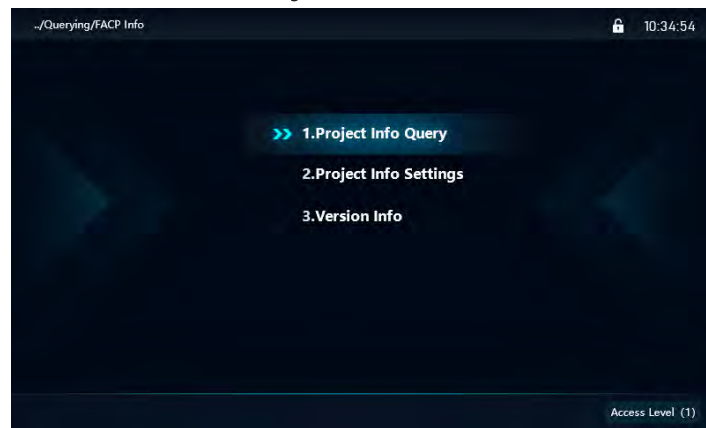 ../Querying/FACP Info
10:34:54
1.Project Info Query
2.Project Info Settings
3.Version Info
Access Level (1)